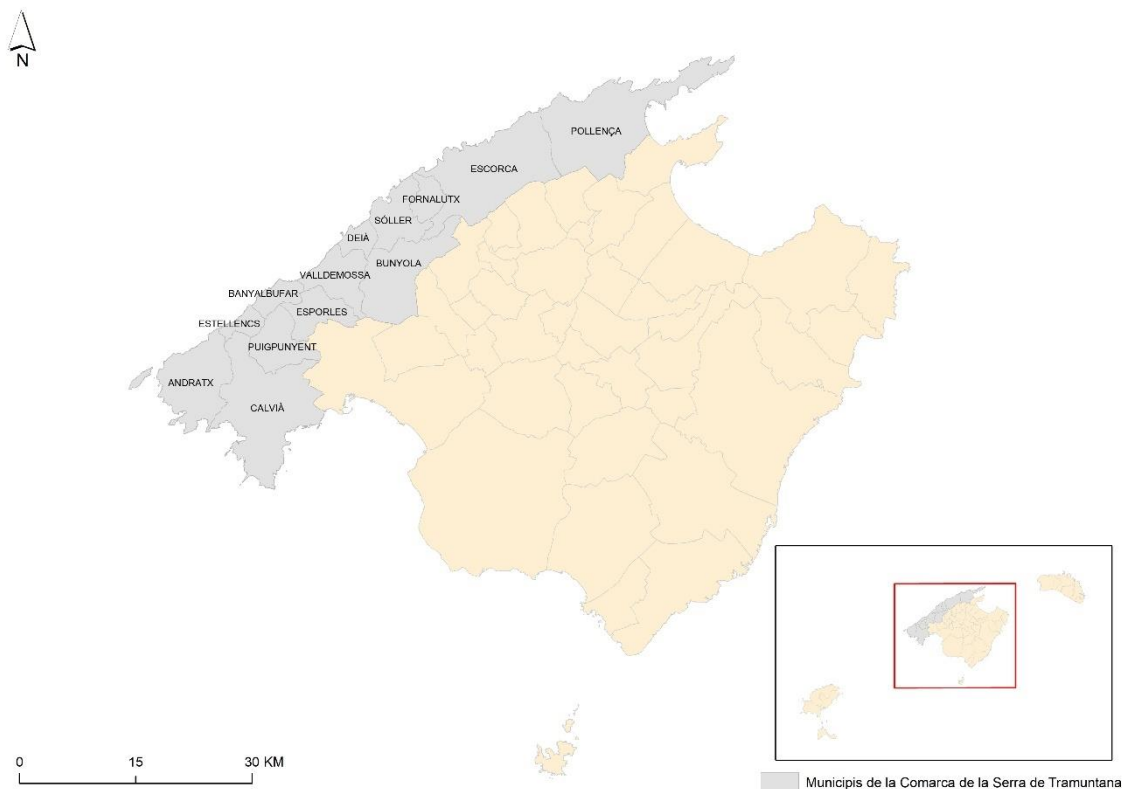 N
POLLENÇA
ESCORCA
FORNALUTX
SÓLLER
DEIÀ
BUNYOLA
VALLDEMOSSA
BANYALBUFAR
ESPORLES
ESTELLENCS
PUIGPUNYENT
ANDRATX
CALVIÀ
0 15 30 KM
Municipis de la Comarca de la Serra de Tramuntana